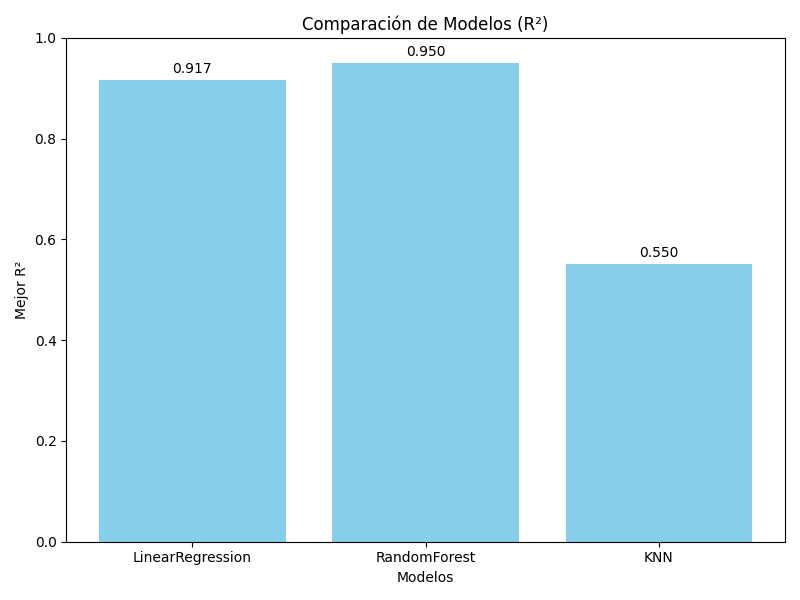 Comparación de Modelos (R²)
1.0
0.8
0.6
0.4
0.2
0.0
Mejor R²
0.917
0.950
0.550
LinearRegression
RandomForest
KNN
Modelos